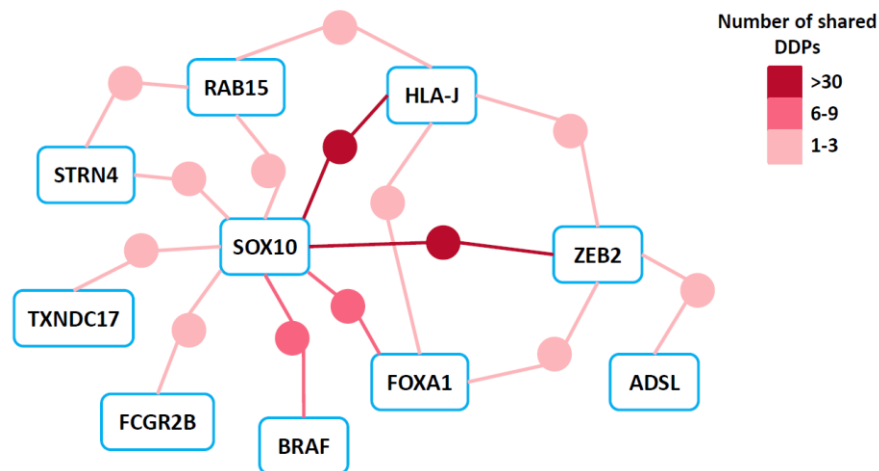 Number of shared
DDPs
>30
6-9
1-3
RAB15
HLA-J
STRN4
SOX10
ZEB2
TXNDC17
FOXA1
ADSL
FCGR2B
BRAF